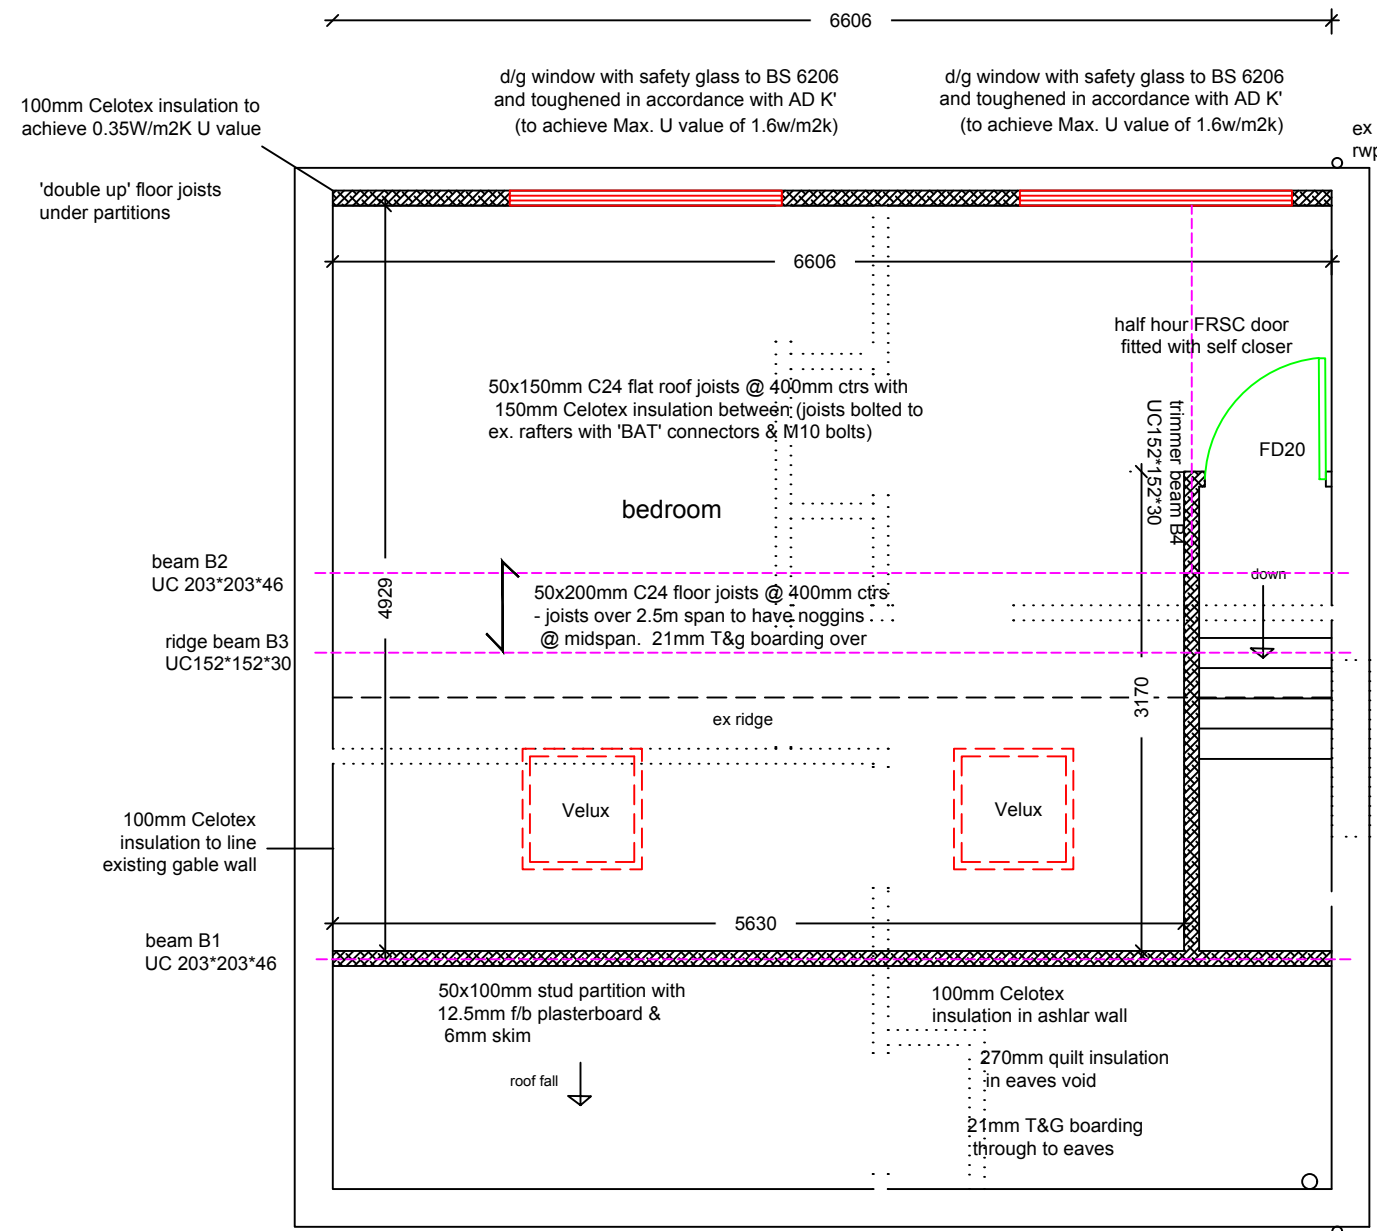 6606
d/g window with safety glass to BS 6206
and toughened in accordance with AD K'
(to achieve Max. U value of 1.6w/m2k)
d/g window with safety glass to BS 6206
and toughened in accordance with AD K'
(to achieve Max. U value of 1.6w/m2k)
100mm Celotex insulation to
achieve 0.35W/m2K U value
ex
rwp
'double up' floor joists
under partitions
6606
half hour FRSC door
fitted with self closer
50x150mm C24 flat roof joists @ 400mm ctrs with
150mm Celotex insulation between (joists bolted to
ex. rafters with 'BAT' connectors & M10 bolts)
trimmer beam B4
UC152*152*30
FD20
bedroom
beam B2
UC 203*203*46
4929
50x200mm C24 floor joists @ 400mm ctrs
- joists over 2.5m span to have noggins
@ midspan. 21mm T&g boarding over
down
ridge beam B3
UC152*152*30
3170
ex ridge
Velux
Velux
100mm Celotex
insulation to line
existing gable wall
5630
beam B1
UC 203*203*46
50x100mm stud partition with
12.5mm f/b plasterboard &
6mm skim
100mm Celotex
insulation in ashlar wall
270mm quilt insulation
in eaves void
roof fall
21mm T&G boarding
through to eaves